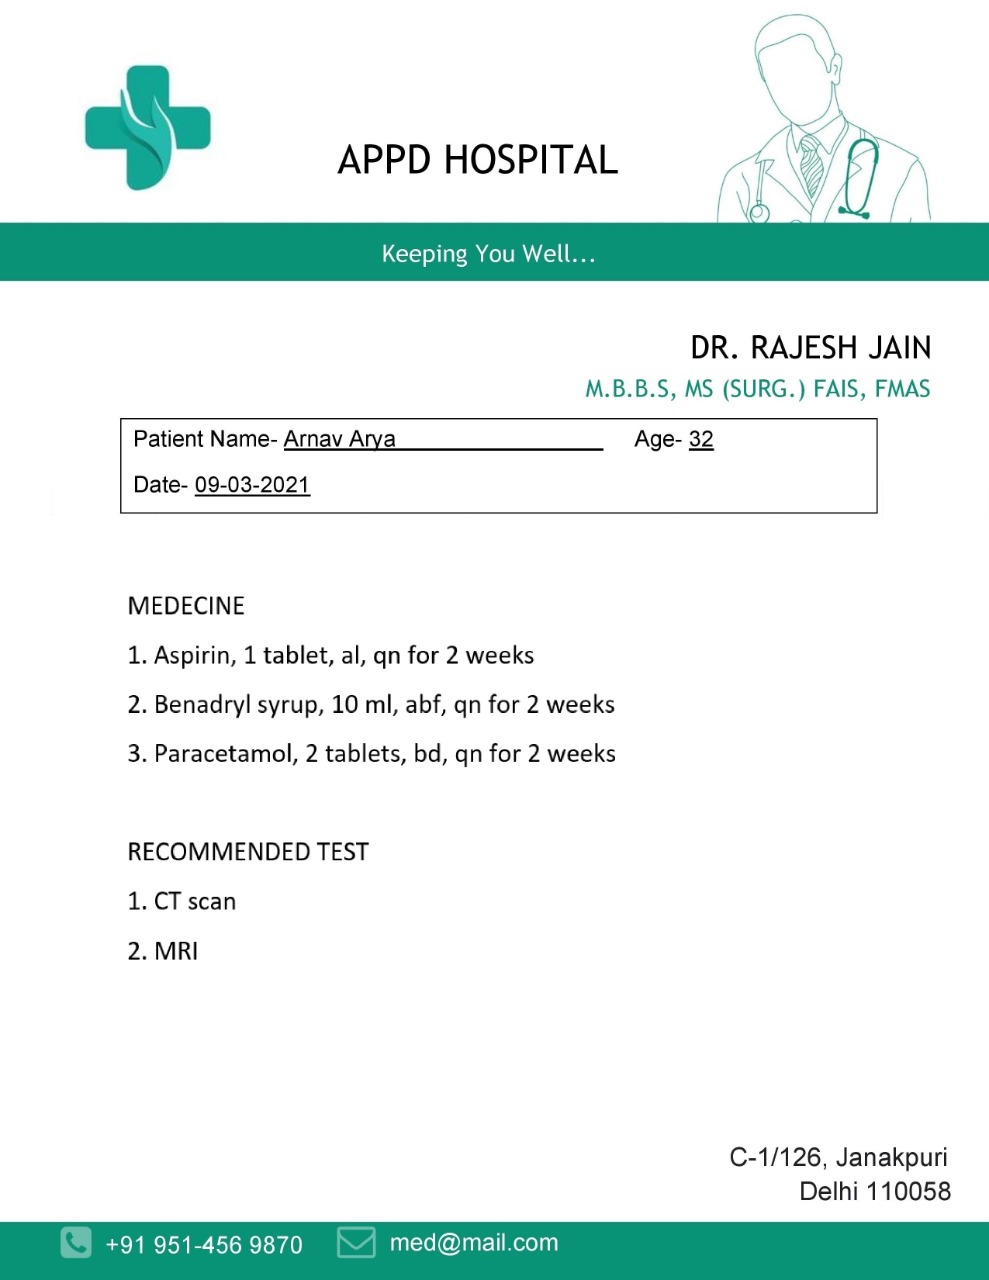 APPD HOSPITAL
Keeping You Well...
DR. RAJESH JAIN
M.B.B.S, MS (SURG.) FAIS, FMAS
Patient Name- Arnav Arya Age- 32
Date- 09-03-2021
MEDECINE
1. Aspirin, 1 tablet, al, qn for 2 weeks
2. Benadryl syrup, 10 ml, abf, qn for 2 weeks
3. Paracetamol, 2 tablets, bd, qn for 2 weeks
RECOMMENDED TEST
1. CT scan
2. MRI
C-1/126, Janakpuri
Delhi 110058
+91 951-456 9870 med@mail.com